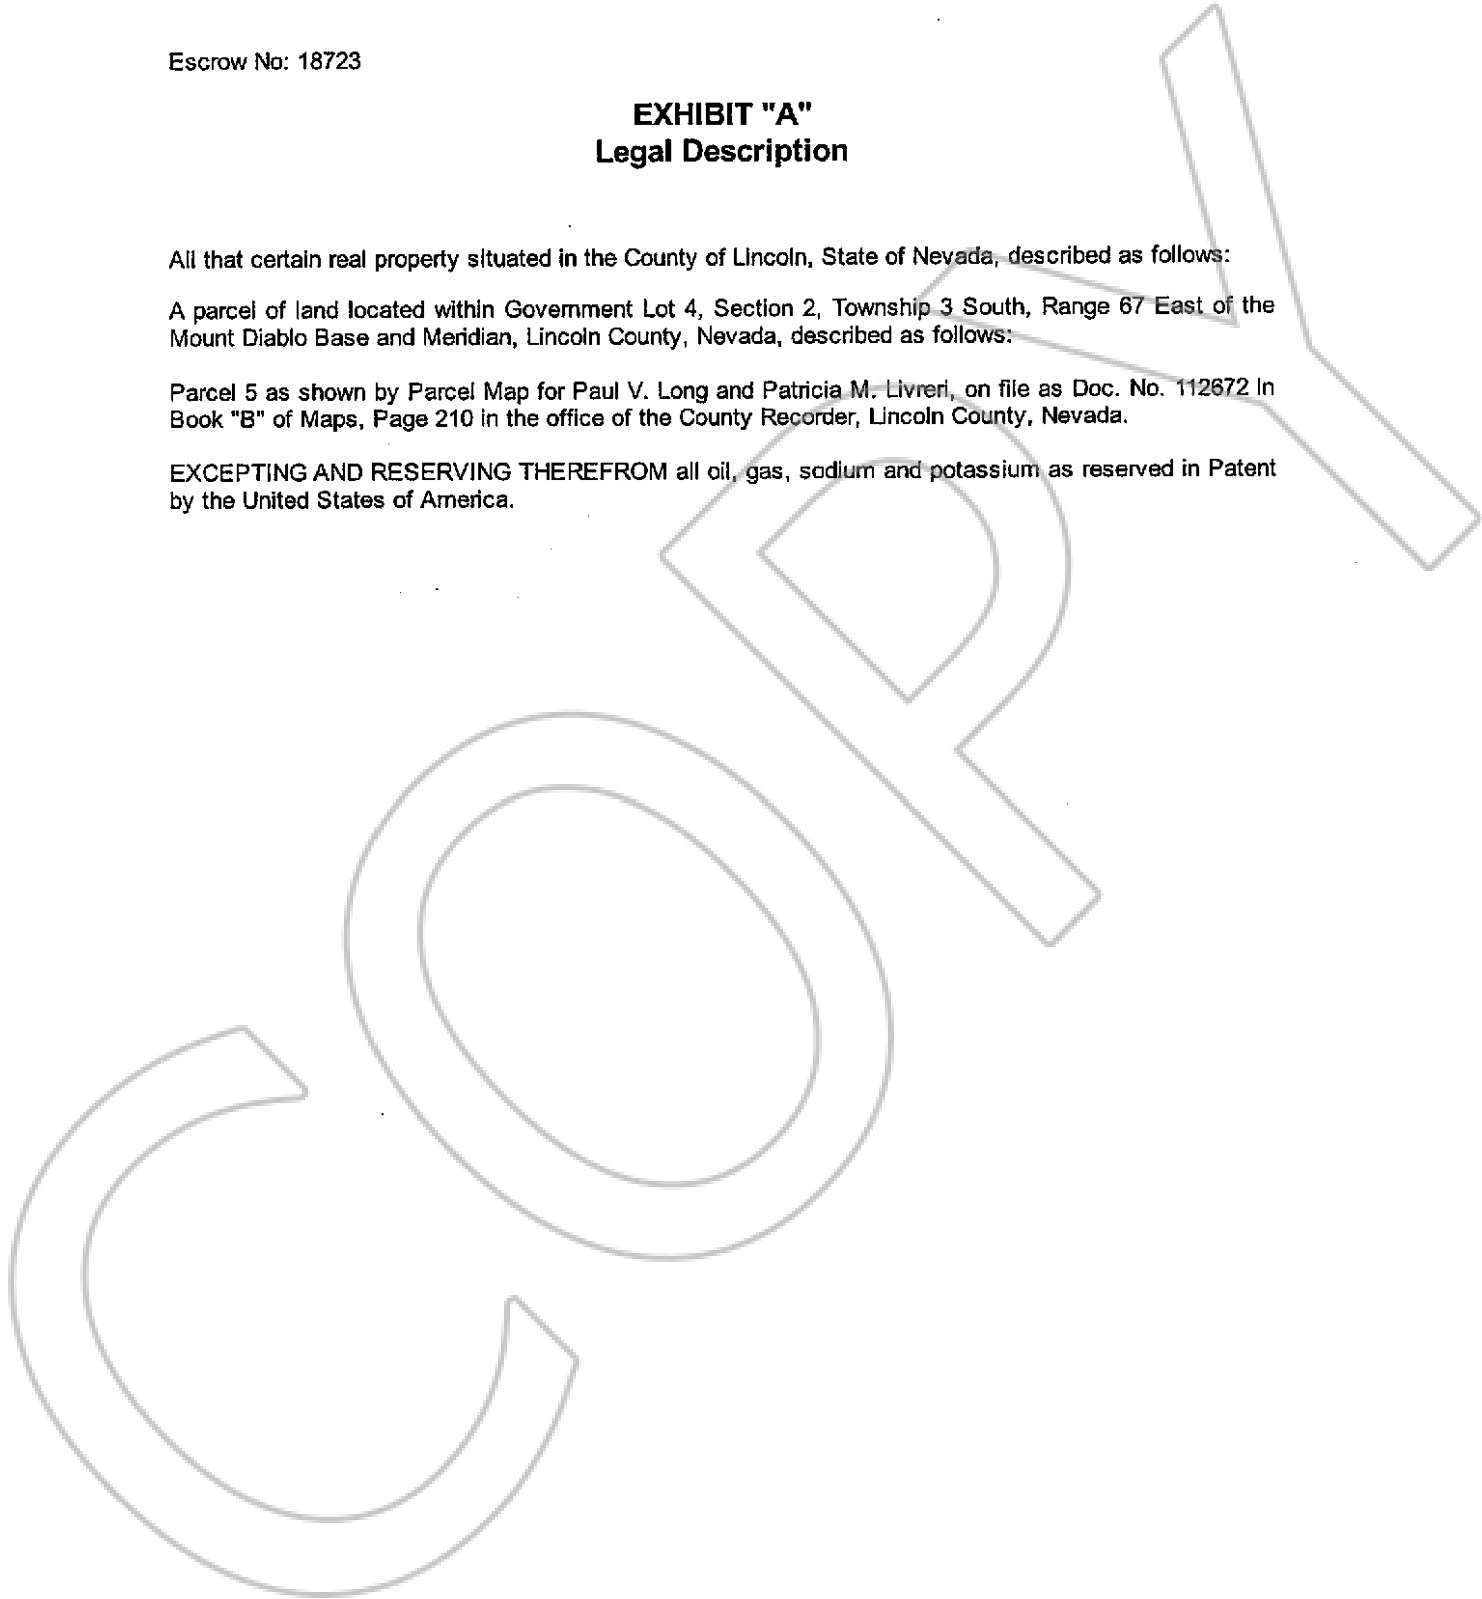 Escrow No: 18723
EXHIBIT "A"
Legal Description
All that certain real property situated in the County of Lincoln, State of Nevada, described as follows:
A parcel of land located within Government Lot 4, Section 2, Township 3 South, Range 67 East of the
Mount Diablo Base and Meridian, Lincoln County, Nevada, described as follows:
Parcel 5 as shown by Parcel Map for Paul V. Long and Patricia M. Livreri, on file as Doc. No. 112672 in
Book "B" of Maps, Page 210 in the office of the County Recorder, Lincoln County, Nevada.
EXCEPTING AND RESERVING THEREFROM all oil, gas, sodium and potassium as reserved in Patent
by the United States of America.
COPY